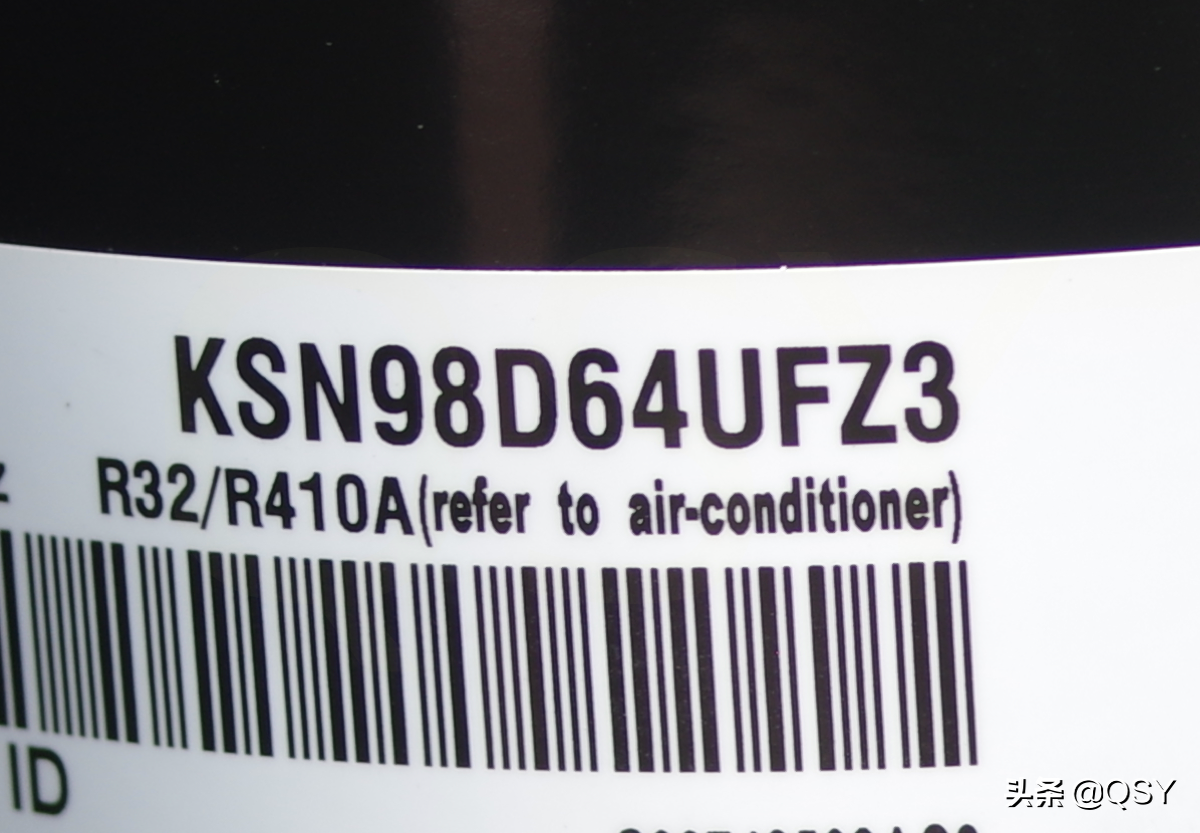 KSN98D64UFZ3
R32/R410A(refer to air-conditioner)
ID
头条 @QSY